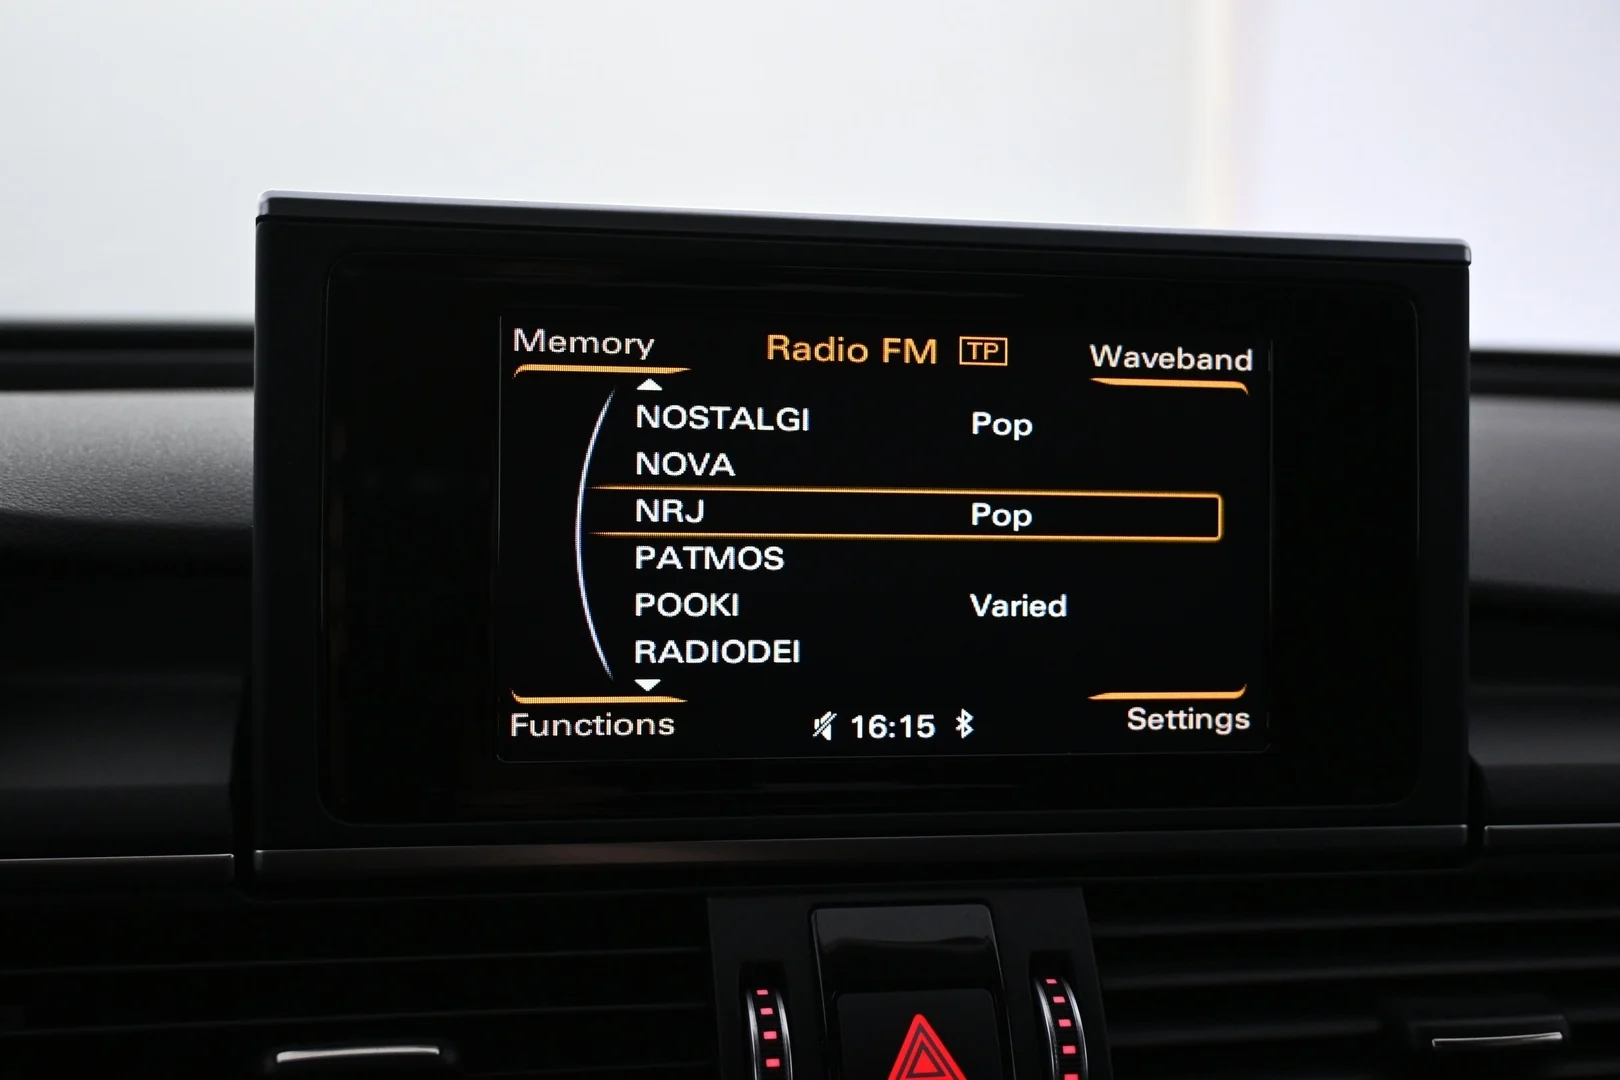 Memory Radio FM TP Waveband
NOSTALGI Pop
NOVA
NRJ Pop
PATMOS
POOKI Varied
RADIODEI
Functions 16:15 Settings